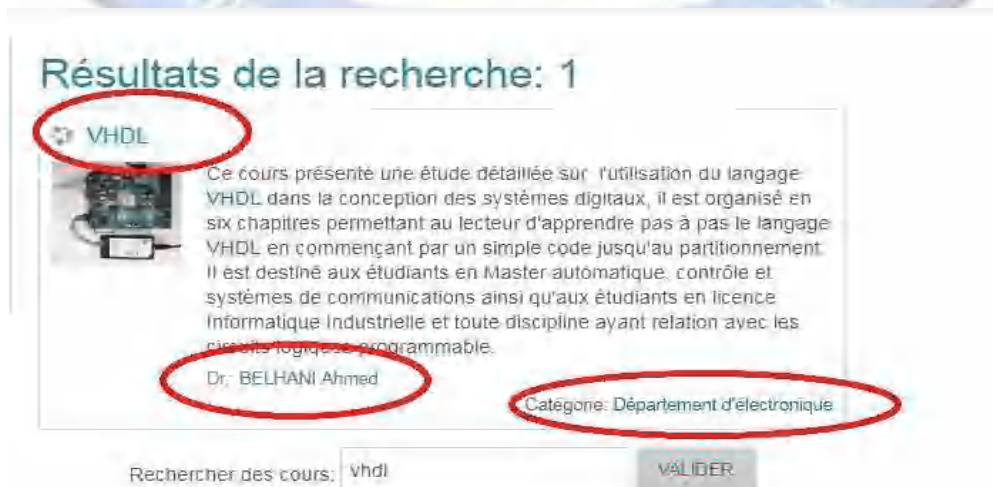 Résultats de la recherche: 1
VHDL
Ce cours présente une étude détaillée sur l'utilisation du langage
VHDL dans la conception des systèmes digitaux, il est organisé en
six chapitres permettant au lecteur d'apprendre pas à pas le langage
VHDL en commençant par un simple code jusqu'au partitionnement.
Il est destiné aux étudiants en Master automatique, contrôle et
systèmes de communications ainsi qu'aux étudiants en licence
Informatique Industrielle et toute discipline ayant relation avec les
circuits logiques programmable.
Dr.: BELHANI Ahmed
Catégorie: Département d'électronique
Rechercher des cours: vhdl VALIDER